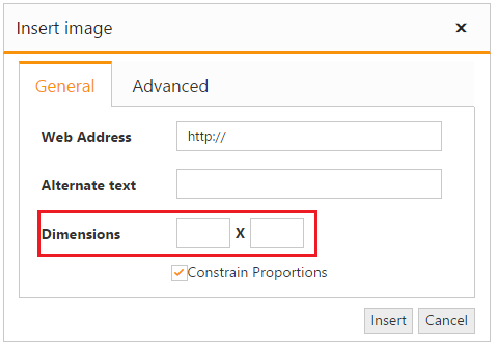 Insert image ×
General Advanced
Web Address http://
Alternate text
Dimensions X
Constrain Proportions
Insert Cancel